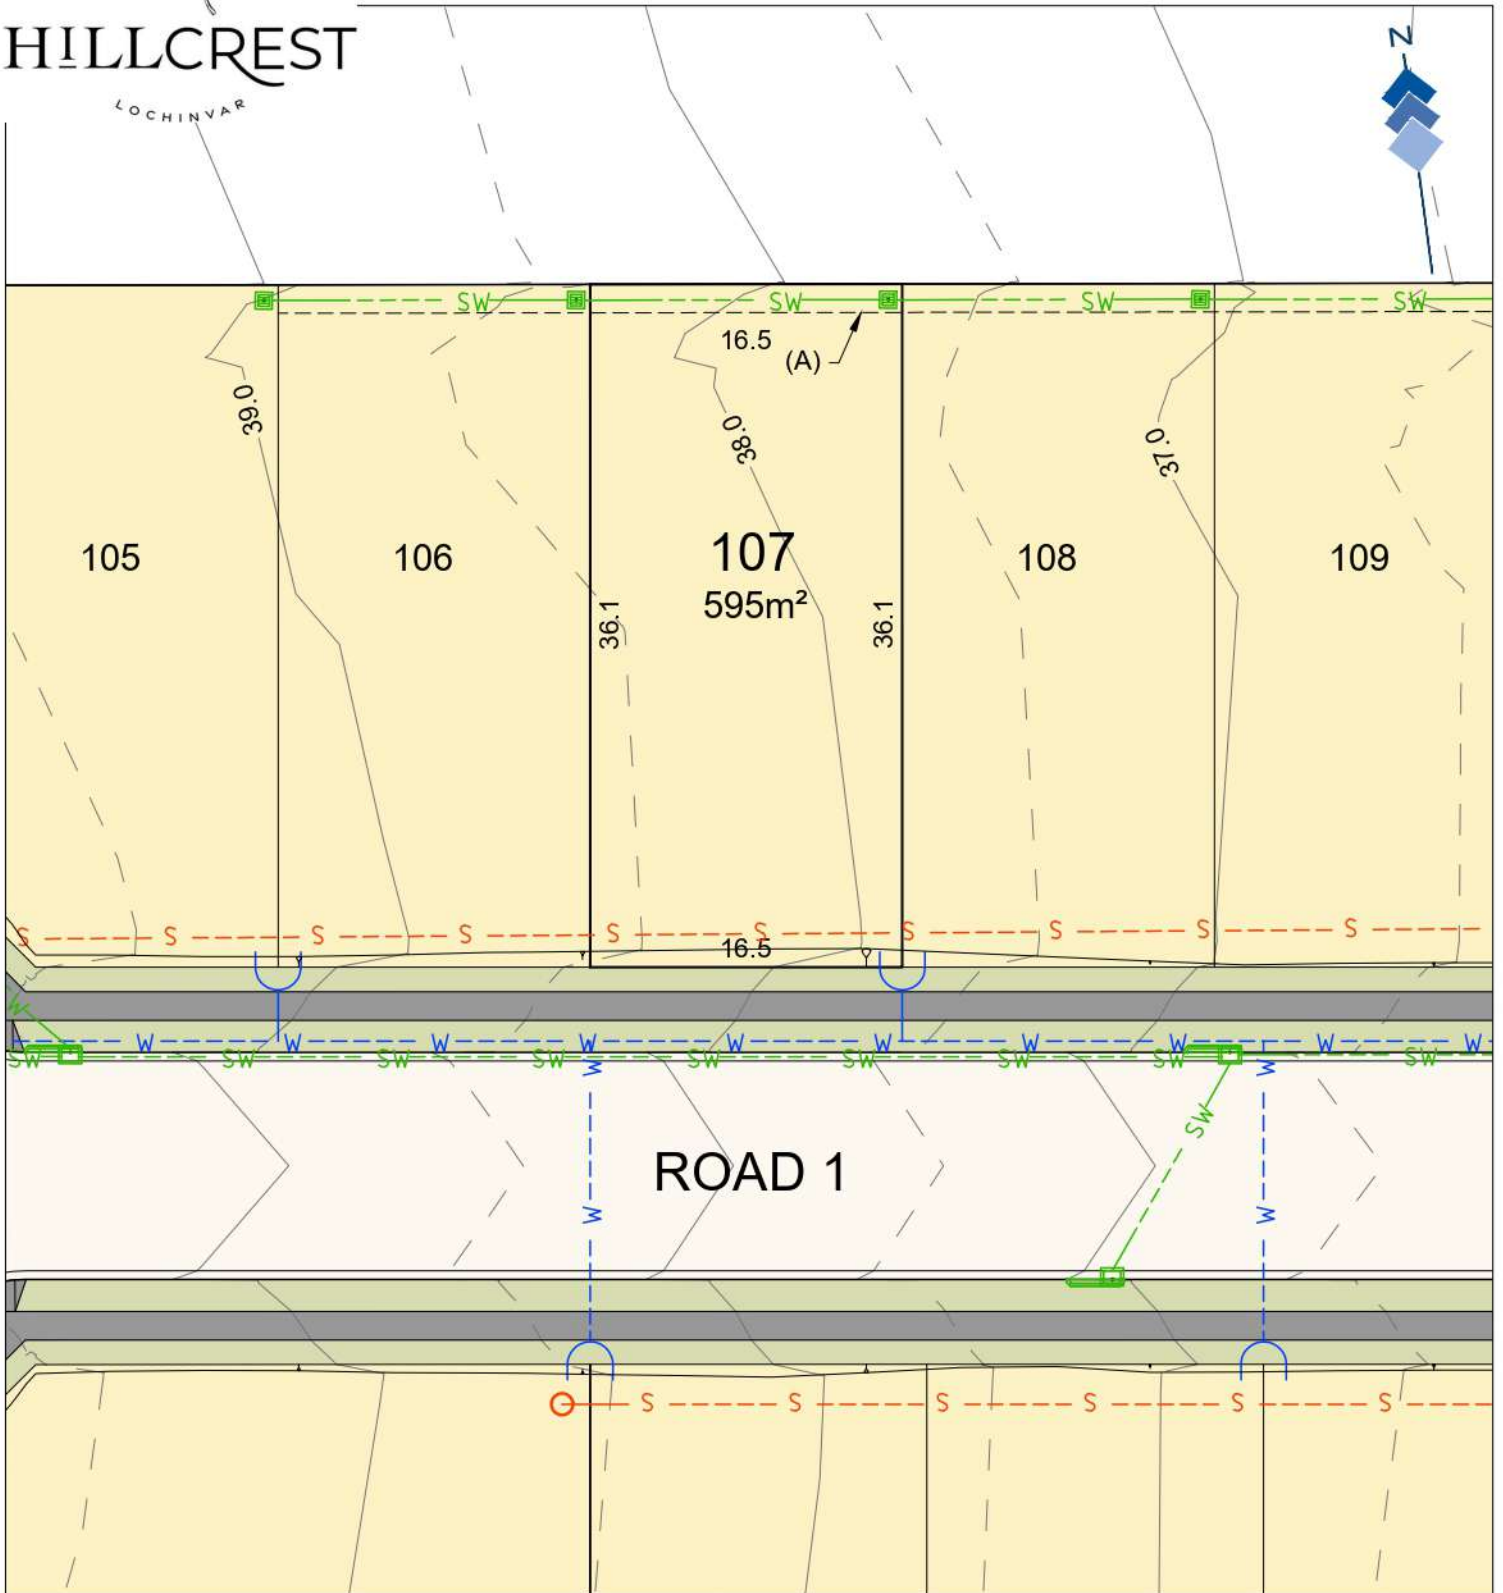 HILLCREST
LOCHINVAR
N
SW SW SW SW
16.5
(A)
39.0
38.0
37.0
105
106
107
595m²
108
109
36.1
36.1
S S S S S S S S S S
16.5
W
W W W W W W W W W W
SW SW SW SW SW SW SW SW SW
W W
SW
ROAD 1
W W
S S S S S S